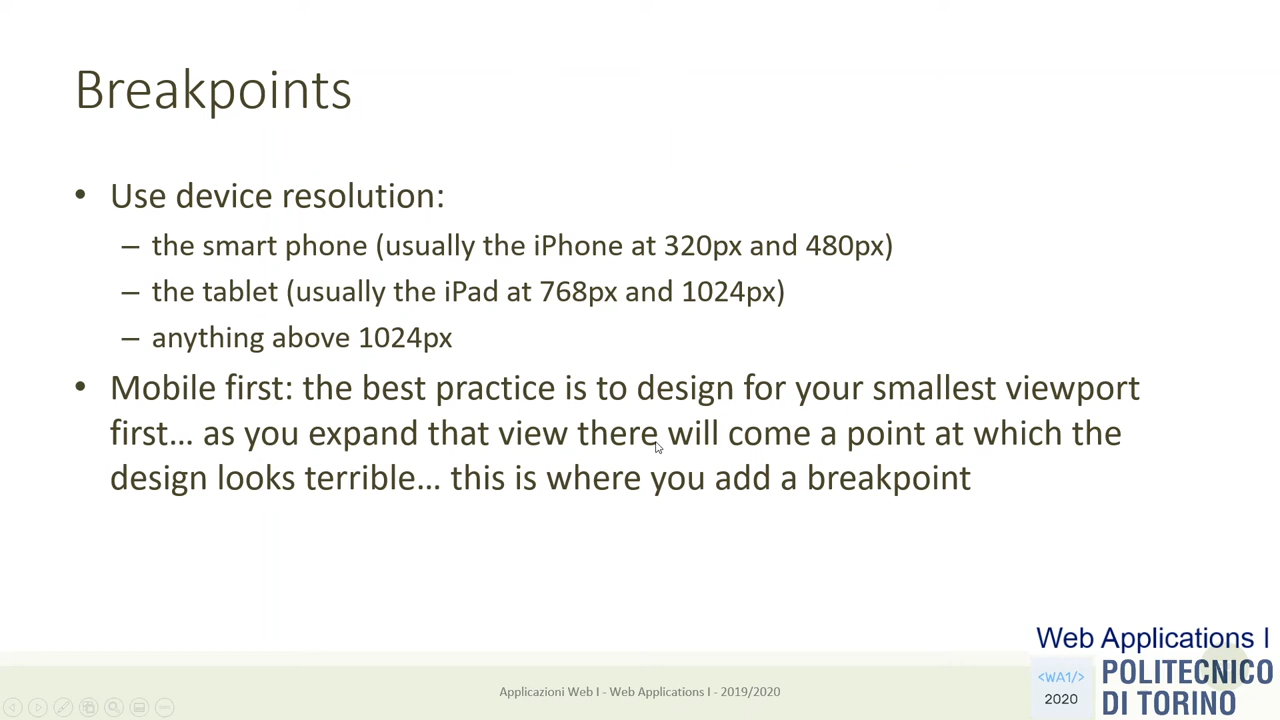 Breakpoints
• Use device resolution:
– the smart phone (usually the iPhone at 320px and 480px)
– the tablet (usually the iPad at 768px and 1024px)
– anything above 1024px
• Mobile first: the best practice is to design for your smallest viewport
first… as you expand that view there will come a point at which the
design looks terrible… this is where you add a breakpoint
Web Applications I
<WA1/>
2020
POLITECNICO
DI TORINO
Applicazioni Web I - Web Applications I - 2019/2020